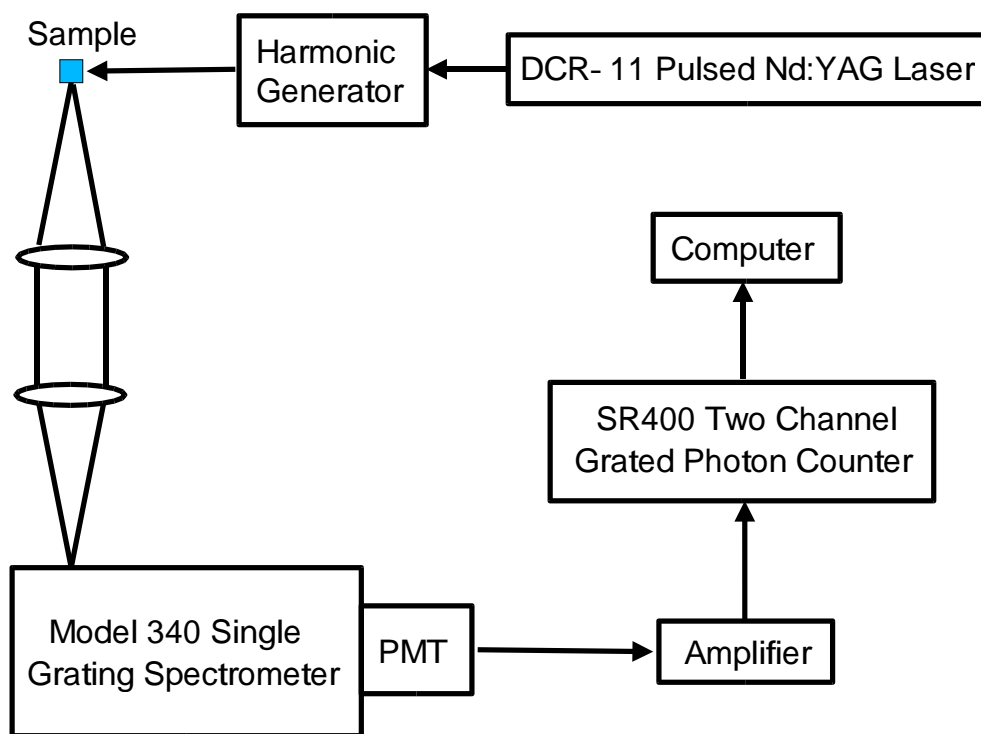 Sample
Harmonic
Generator
DCR- 11 Pulsed Nd:YAG Laser
Computer
SR400 Two Channel
Grated Photon Counter
Model 340 Single
Grating Spectrometer
PMT
Amplifier